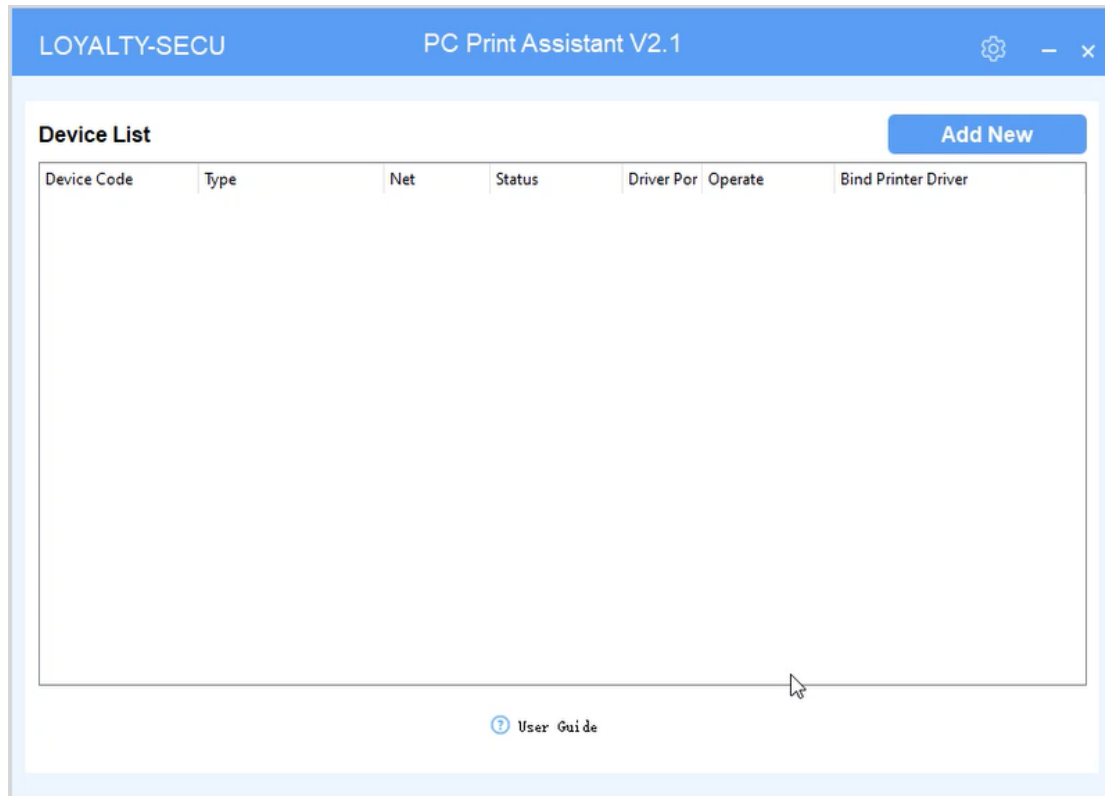 LOYALTY-SECU PC Print Assistant V2.1
Device List Add New
Device Code Type Net Status Driver Por Operate Bind Printer Driver
User Guide